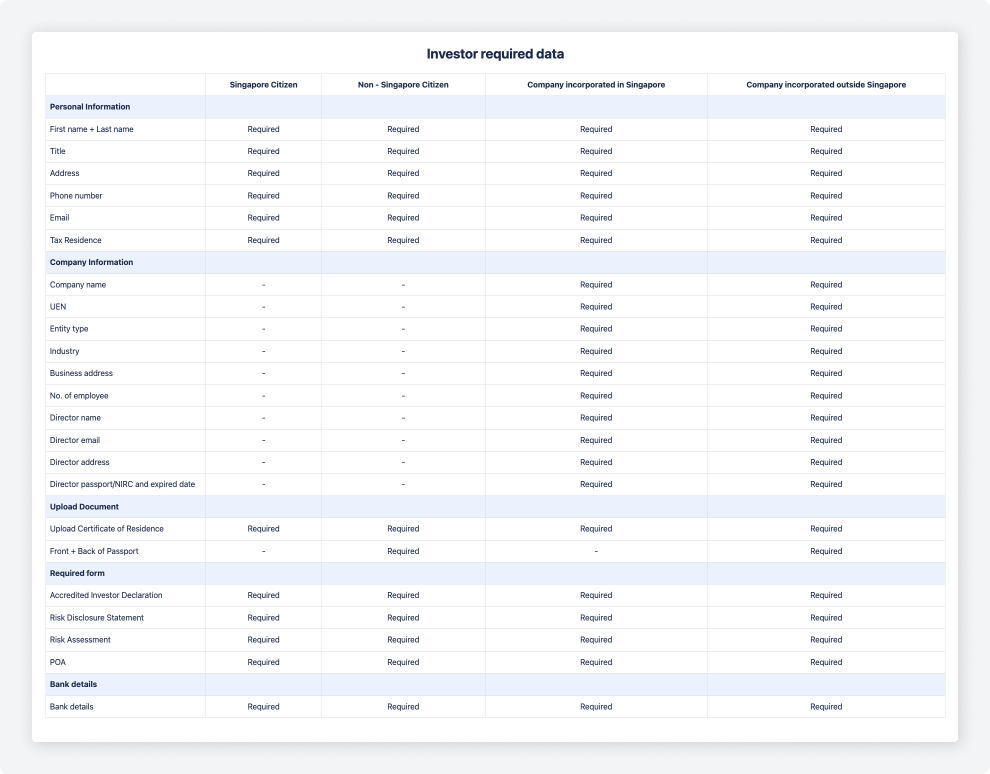 Investor required data
Singapore Citizen Non - Singapore Citizen Company incorporated in Singapore Company incorporated outside Singapore
Personal Information
First name + Last name Required Required Required Required
Title Required Required Required Required
Address Required Required Required Required
Phone number Required Required Required Required
Email Required Required Required Required
Tax Residence Required Required Required Required
Company Information
Company name - - Required Required
UEN - - Required Required
Entity type - - Required Required
Industry - - Required Required
Business address - - Required Required
No. of employee - - Required Required
Director name - - Required Required
Director email - - Required Required
Director address - - Required Required
Director passport/NIRC and expired date - - Required Required
Upload Document
Upload Certificate of Residence Required Required Required Required
Front + Back of Passport - Required - Required
Required form
Accredited Investor Declaration Required Required Required Required
Risk Disclosure Statement Required Required Required Required
Risk Assessment Required Required Required Required
POA Required Required Required Required
Bank details
Bank details Required Required Required Required